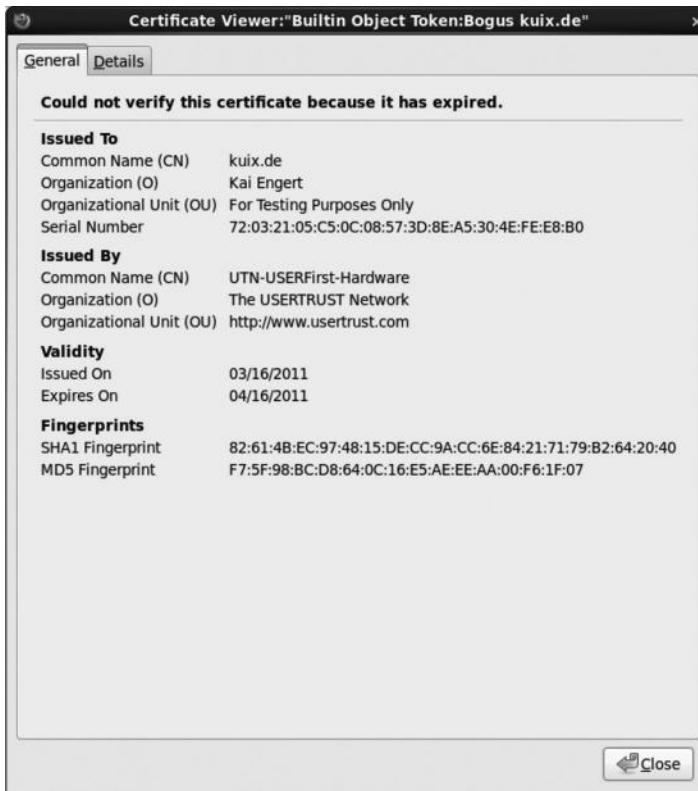 Certificate Viewer:"Builtin Object Token:Bogus kuix.de"
General Details
Could not verify this certificate because it has expired.
Issued To
Common Name (CN) kuix.de
Organization (O) Kai Engert
Organizational Unit (OU) For Testing Purposes Only
Serial Number 72:03:21:05:C5:0C:08:57:3D:8E:A5:30:4E:FE:E8:B0
Issued By
Common Name (CN) UTN-USERFirst-Hardware
Organization (O) The USERTRUST Network
Organizational Unit (OU) http://www.usertrust.com
Validity
Issued On 03/16/2011
Expires On 04/16/2011
Fingerprints
SHA1 Fingerprint 82:61:4B:EC:97:48:15:DE:CC:9A:CC:6E:84:21:71:79:B2:64:20:40
MD5 Fingerprint F7:5F:98:BC:D8:64:0C:16:E5:AE:EE:AA:00:F6:1F:07
Close